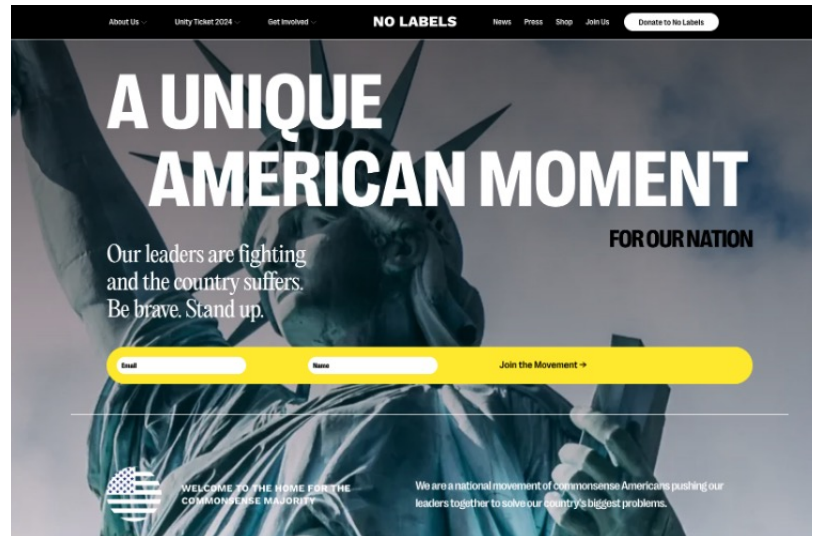 About Us
Unity Ticket 2024
Get Involved
NO LABELS
News
Press
Shop
Join Us
Donate to No Labels
A UNIQUE
AMERICAN MOMENT
FOR OUR NATION
Our leaders are fighting
and the country suffers.
Be brave. Stand up.
Email
Name
Join the Movement →
WELCOME TO THE HOME FOR THE
COMMONSENSE MAJORITY
We are a national movement of commonsense Americans pushing our
leaders together to solve our country's biggest problems.